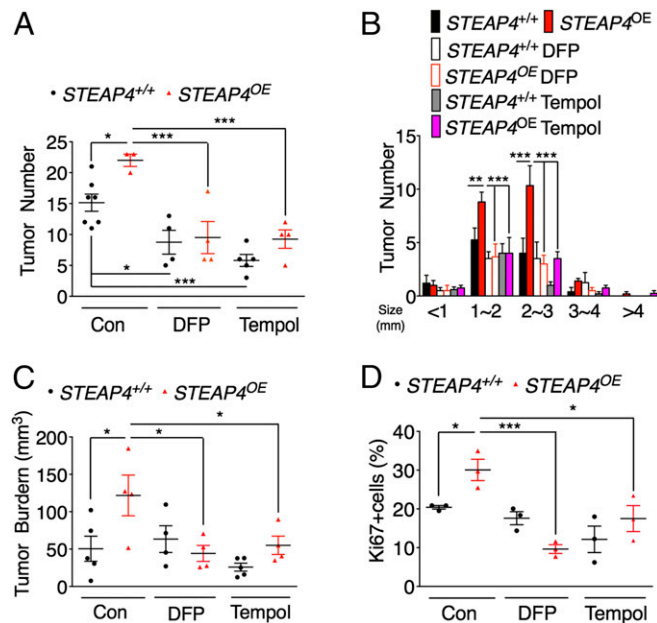 A
STEAP4+/+ STEAP4OE
***
* ***
Tumor Number
25
20
15
10
5
0
*
***
Con DFP Tempol
B
STEAP4+/+ STEAP4OE
STEAP4+/+ DFP
STEAP4OE DFP
STEAP4+/+ Tempol
STEAP4OE Tempol
Tumor Number
15
10
5
0
** *** *** ***
Size (mm)
<1 1~2 2~3 3~4 >4
C
STEAP4+/+ STEAP4OE
*
* *
Tumor Burdern (mm3)
200
150
100
50
0
Con DFP Tempol
D
STEAP4+/+ STEAP4OE
*
* ***
Ki67+cells (%)
40
30
20
10
0
Con DFP Tempol